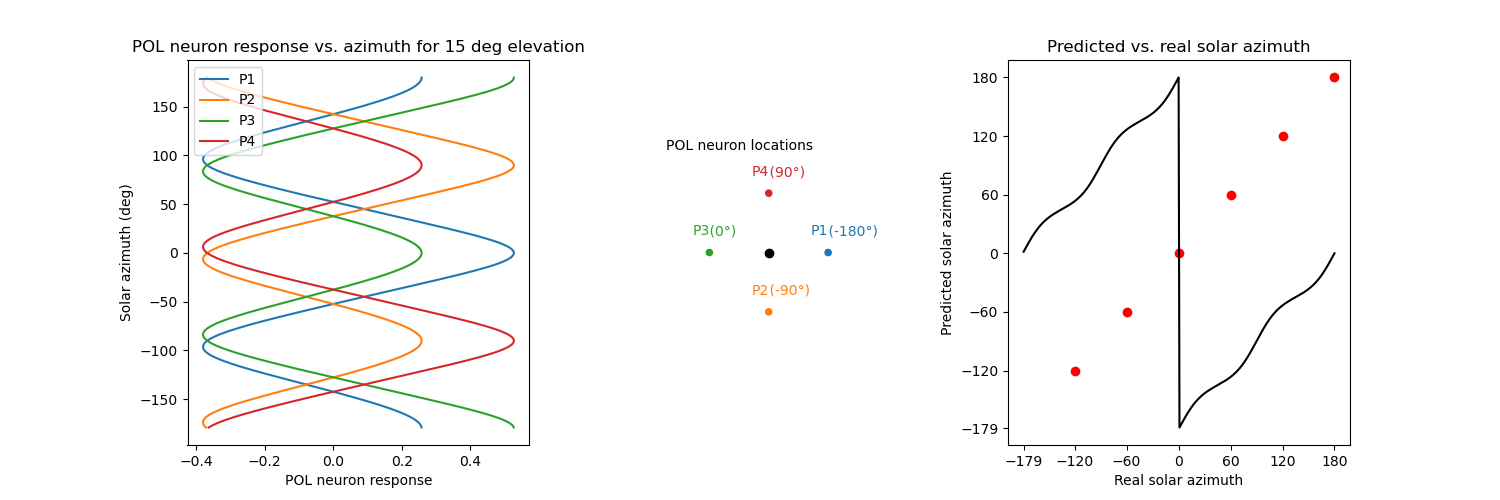 POL neuron response vs. azimuth for 15 deg elevation
P1
P2
P3
P4
150
100
50
0
−50
−100
−150
Solar azimuth (deg)
−0.4
−0.2
0.0
0.2
0.4
POL neuron response
POL neuron locations
P4(90°)
P3(0°)
P1(-180°)
P2(-90°)
Predicted vs. real solar azimuth
180
120
60
0
−60
−120
−179
Predicted solar azimuth
−179
−120
−60
0
60
120
180
Real solar azimuth